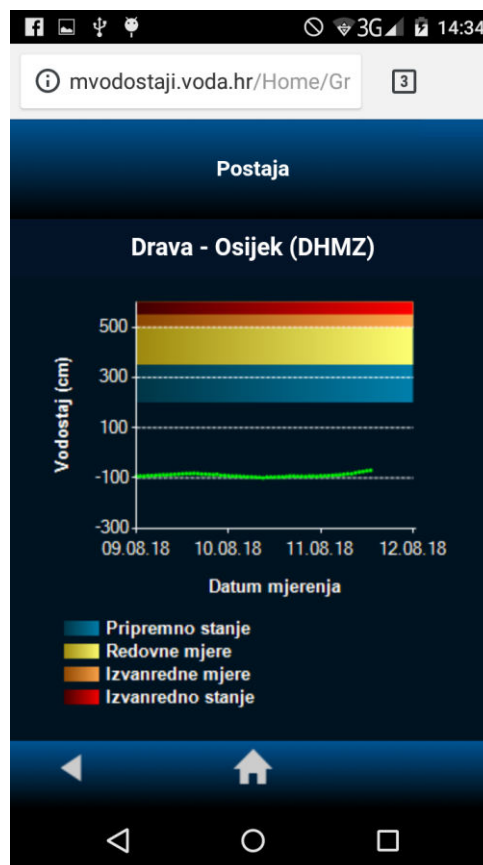 3G 14:34
mvodostaji.voda.hr/Home/Gr 3
Postaja
Drava - Osijek (DHMZ)
Vodostaj (cm)
500
300
100
-100
-300
09.08.18 10.08.18 11.08.18 12.08.18
Datum mjerenja
Pripremno stanje
Redovne mjere
Izvanredne mjere
Izvanredno stanje